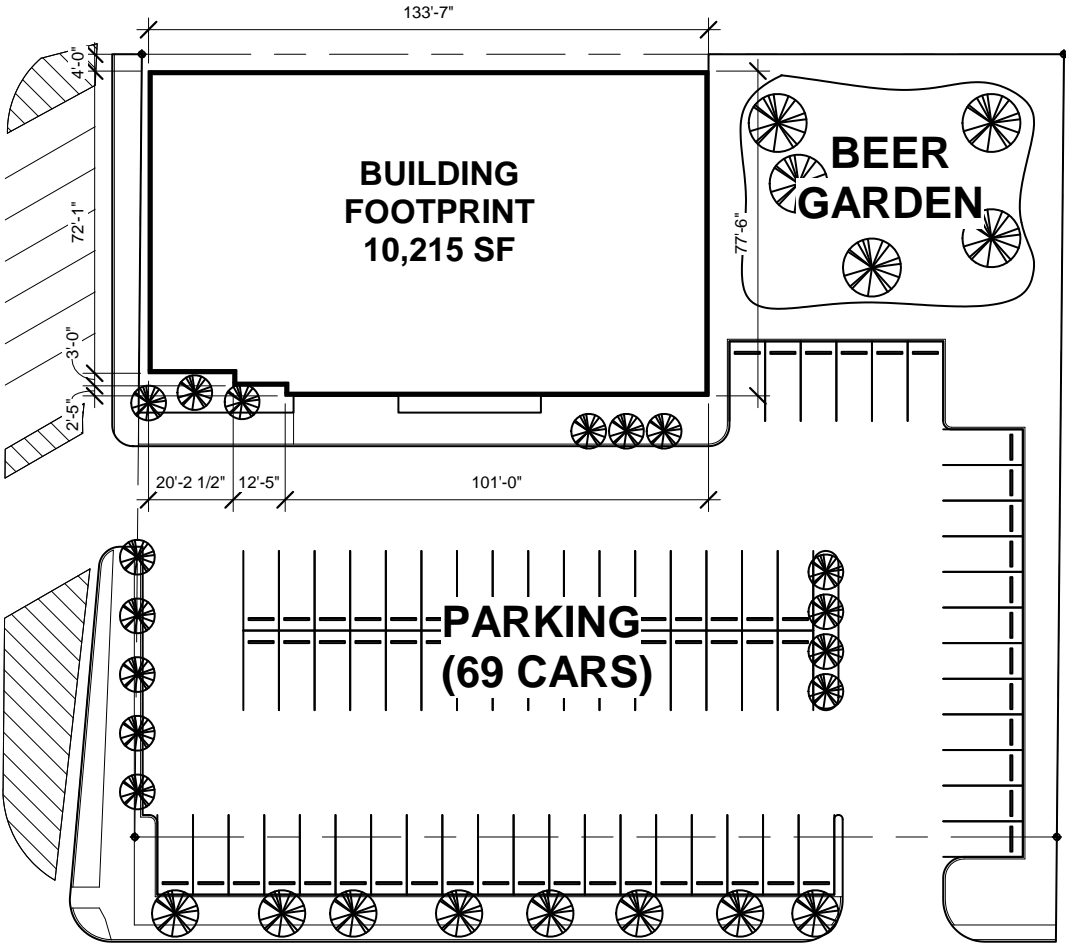 133'-7"
4'-0"
BUILDING
FOOTPRINT
10,215 SF
BEER
GARDEN
72'-1"
77'-6"
3'-0"
2'-5"
20'-2 1/2"
12'-5"
101'-0"
PARKING
(69 CARS)